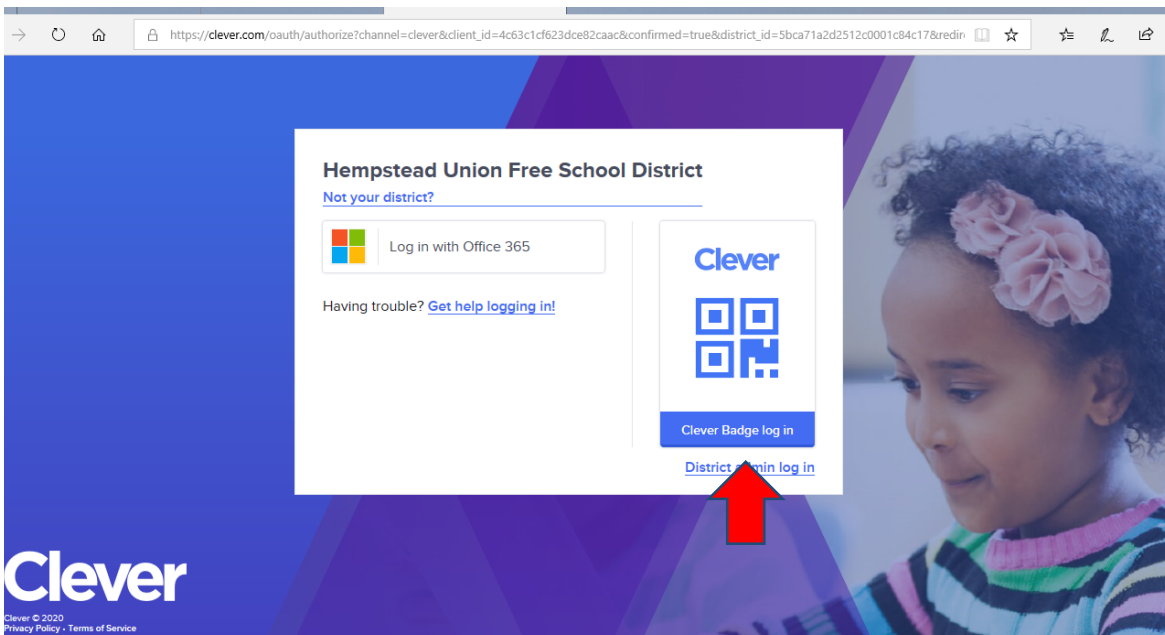 https://clever.com/oauth/authorize?channel=clever&client_id=4c63c1cf623dce82caac&confirmed=true&district_id=5bca71a2d2512c0001c84c17&redir
Hempstead Union Free School District
Not your district?
Log in with Office 365
Having trouble? Get help logging in!
Clever
Clever Badge log in
District admin log in
Clever
Clever © 2020
Privacy Policy - Terms of Service